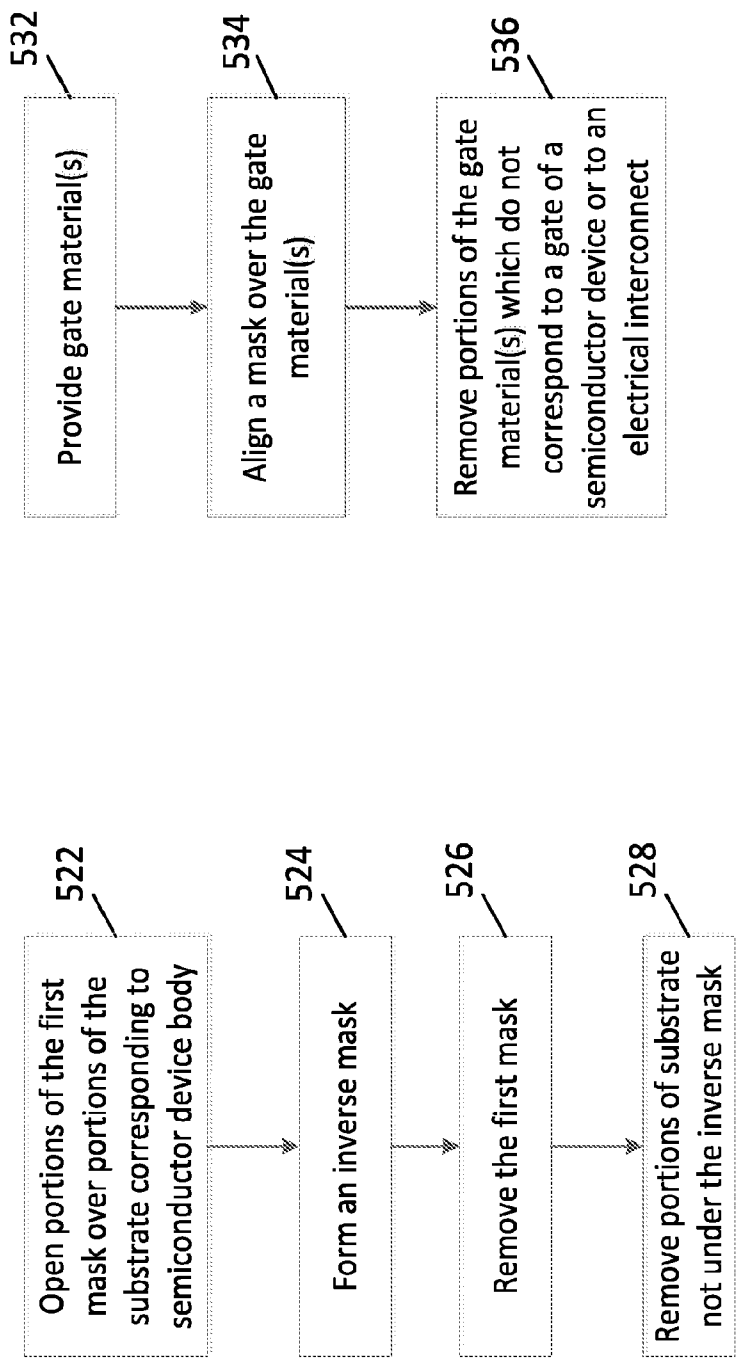 522
Open portions of the first
mask over portions of the
substrate corresponding to
semiconductor device body
524
Form an inverse mask
526
Remove the first mask
528
Remove portions of substrate
not under the inverse mask
532
Provide gate material(s)
534
Align a mask over the gate
material(s)
536
Remove portions of the gate
material(s) which do not
correspond to a gate of a
semiconductor device or to an
electrical interconnect